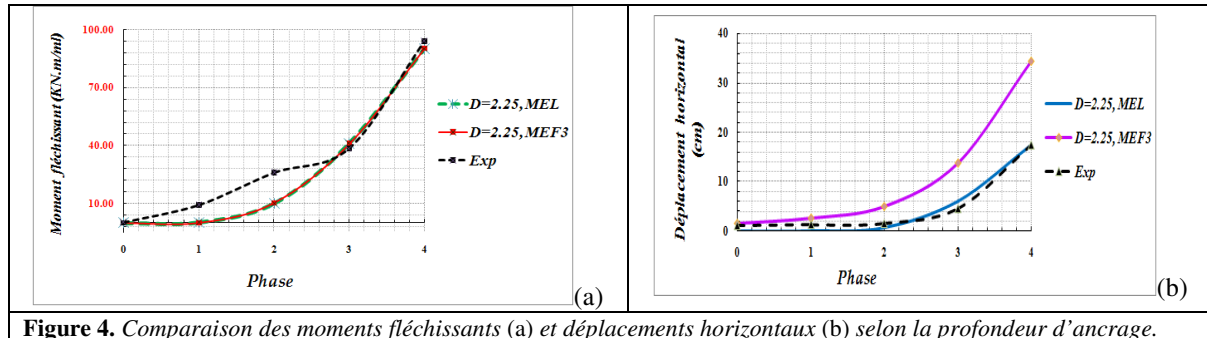 Moment fléchissant (KN.m/ml)
100.00
70.00
40.00
10.00
0 1 2 3 4
Phase
D=2.25,MEL
D=2.25,MEF3
Exp
(a)
Déplacement horizontal
(cm)
40
30
20
10
0
0 1 2 3 4
Phase
D=2.25,MEL
D=2.25,MEF3
Exp
(b)
Figure 4. Comparaison des moments fléchissants (a) et déplacements horizontaux (b) selon la profondeur d'ancrage.